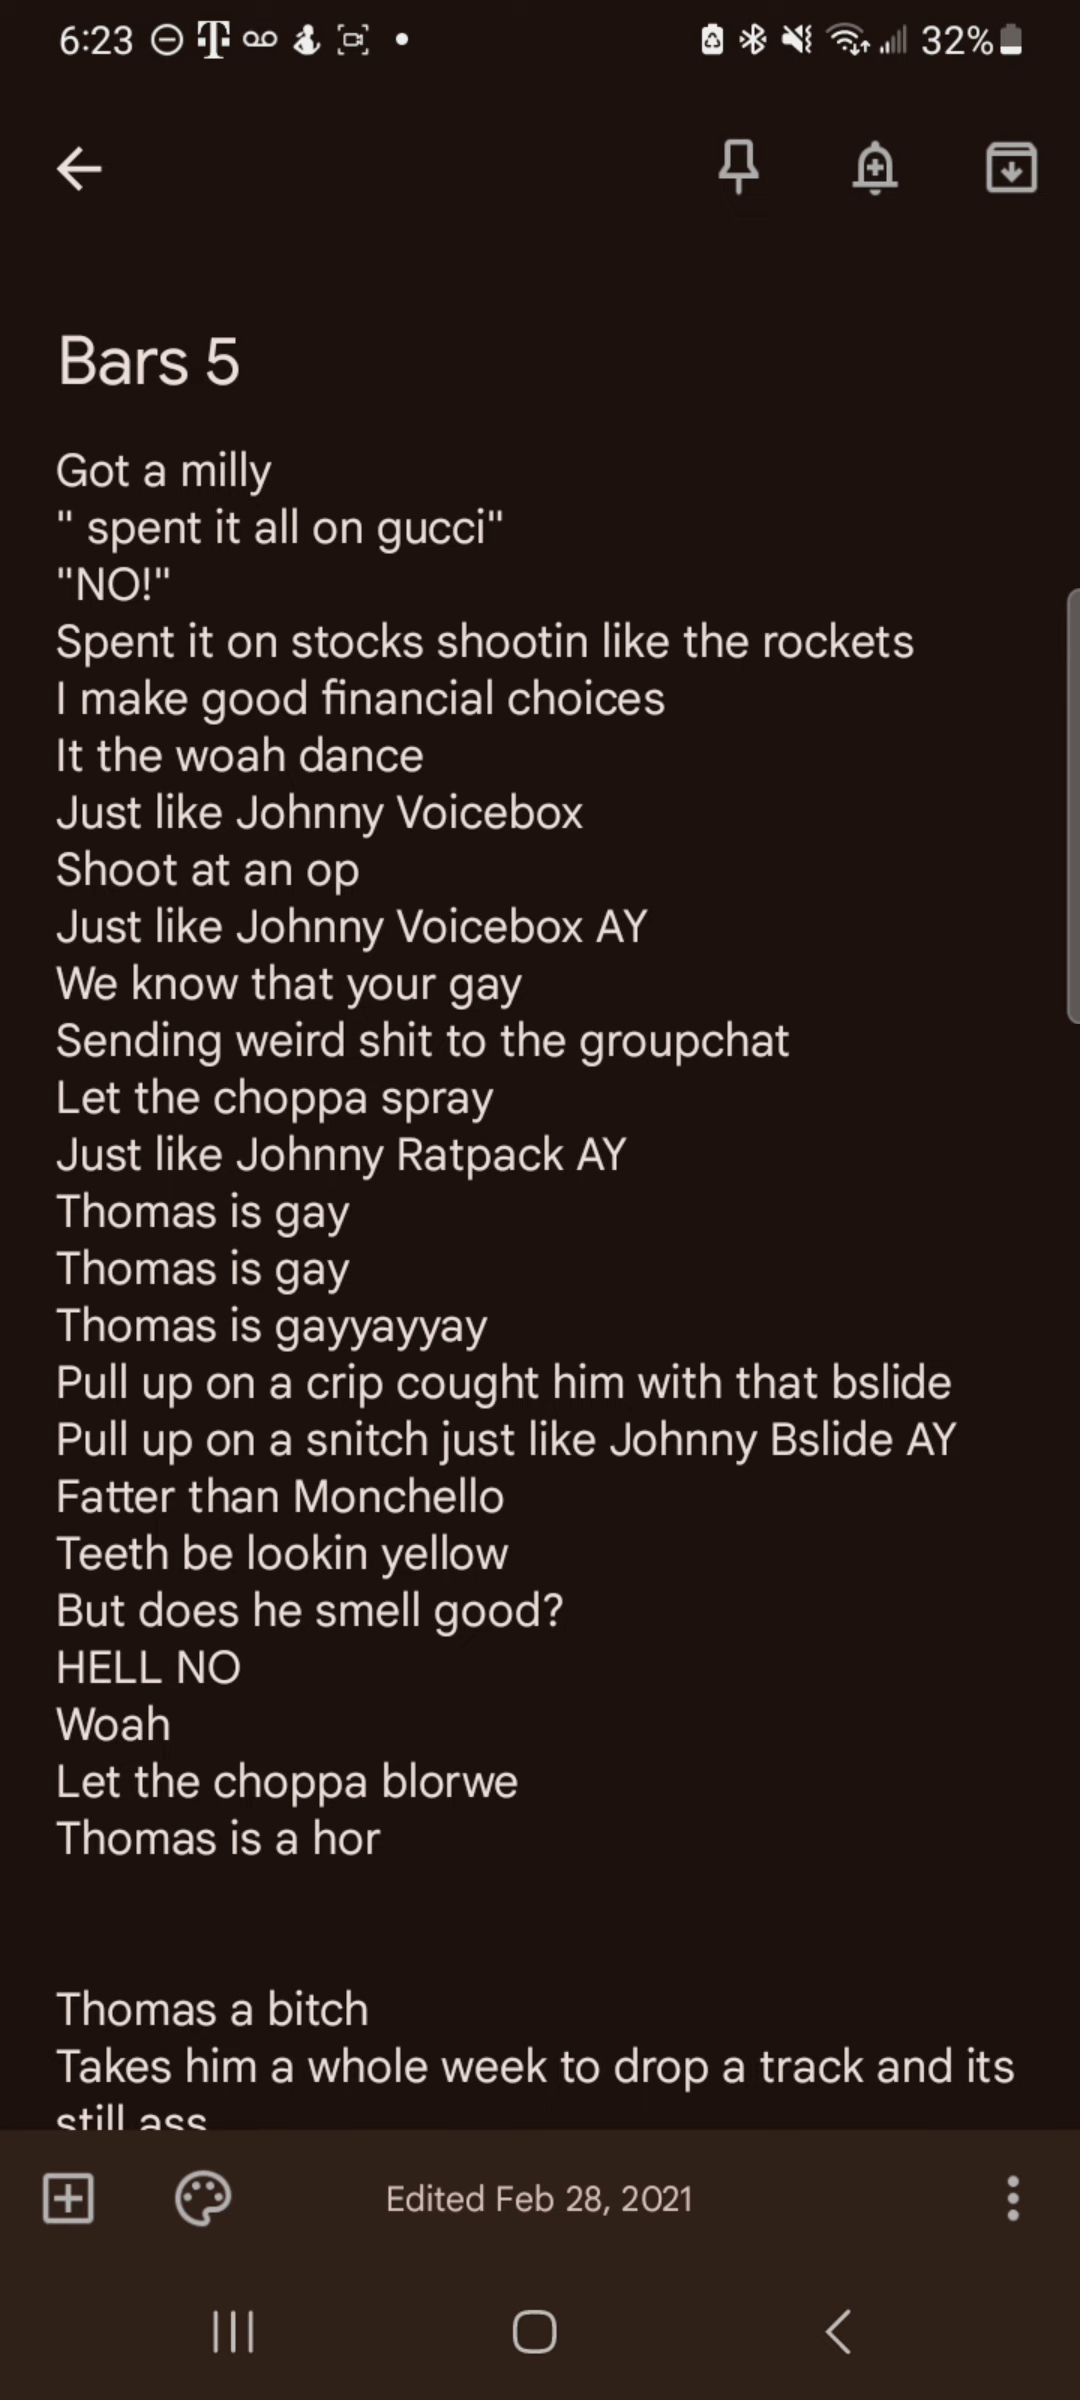 6:23
32%
Bars 5
Got a milly
" spent it all on gucci"
"NO!"
Spent it on stocks shootin like the rockets
I make good financial choices
It the woah dance
Just like Johnny Voicebox
Shoot at an op
Just like Johnny Voicebox AY
We know that your gay
Sending weird shit to the groupchat
Let the choppa spray
Just like Johnny Ratpack AY
Thomas is gay
Thomas is gay
Thomas is gayyayyay
Pull up on a crip cought him with that bslide
Pull up on a snitch just like Johnny Bslide AY
Fatter than Monchello
Teeth be lookin yellow
But does he smell good?
HELL NO
Woah
Let the choppa blorwe
Thomas is a hor
Thomas a bitch
Takes him a whole week to drop a track and its
still ass
Edited Feb 28, 2021